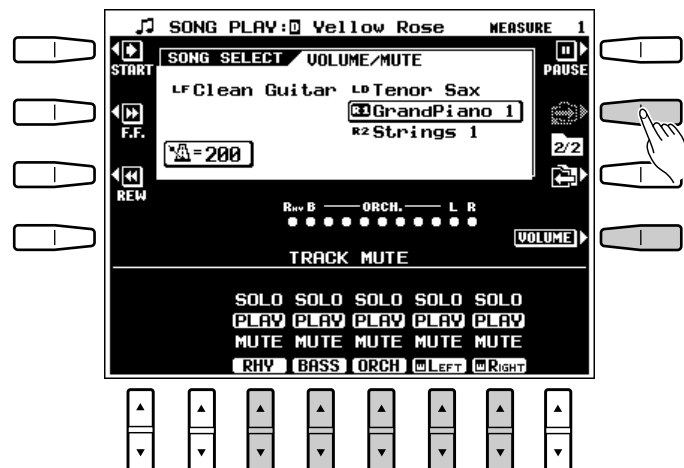 SONG PLAY:D Yellow Rose MEASURE 1
START SONG SELECT VOLUME/MUTE PAUSE
LF Clean Guitar LD Tenor Sax
R1 GrandPiano 1
F.F. R2 Strings 1
=200 2/2
REW
RHY B ORCH. L R
VOLUME
TRACK MUTE
SOLO SOLO SOLO SOLO SOLO
PLAY PLAY PLAY PLAY PLAY
MUTE MUTE MUTE MUTE MUTE
RHY BASS ORCH LEFT RIGHT